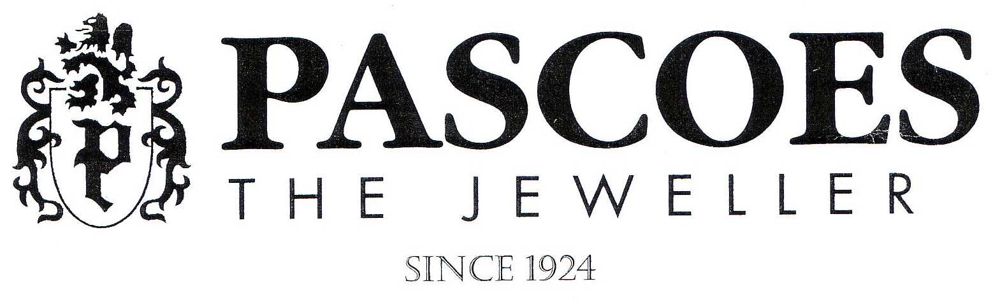 P
PASCOES
THE JEWELLER
SINCE 1924